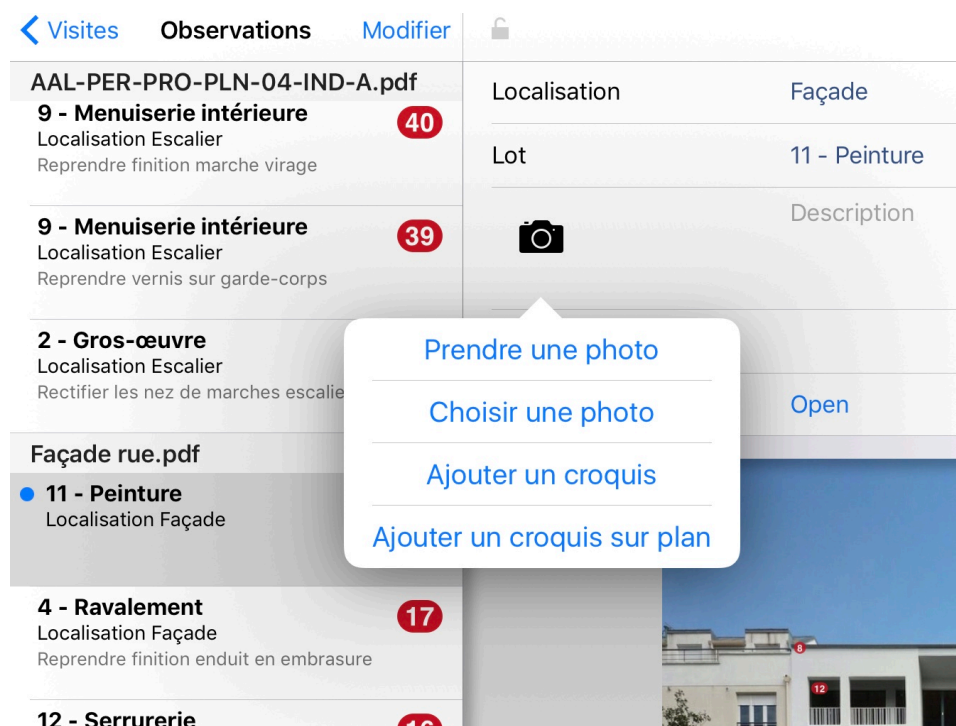 Visites
Observations
Modifier
AAL-PER-PRO-PLN-04-IND-A.pdf
9 - Menuiserie intérieure
40
Localisation Escalier
Reprendre finition marche virage
9 - Menuiserie intérieure
39
Localisation Escalier
Reprendre vernis sur garde-corps
2 - Gros-œuvre
Localisation Escalier
Rectifier les nez de marches escalie
Façade rue.pdf
11 - Peinture
Localisation Façade
4 - Ravalement
17
Localisation Façade
Reprendre finition enduit en embrasure
12 - Serrurerie
Localisation
Façade
Lot
11 - Peinture
Description
Prendre une photo
Choisir une photo
Ajouter un croquis
Ajouter un croquis sur plan
Open
8
12